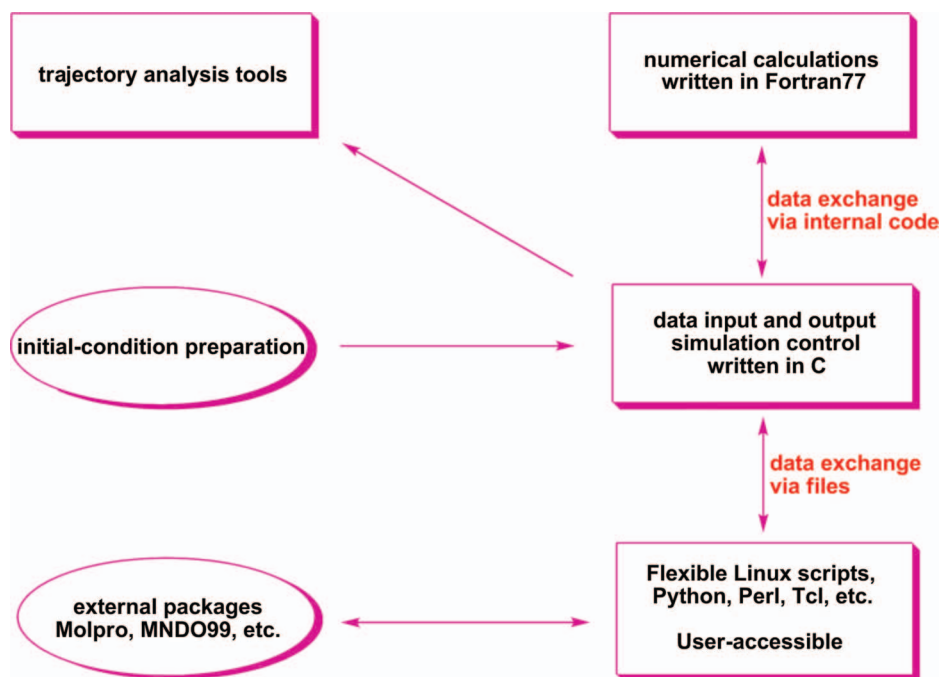 trajectory analysis tools
numerical calculations
written in Fortran77
data exchange
via internal code
initial-condition preparation
data input and output
simulation control
written in C
data exchange
via files
external packages
Molpro, MNDO99, etc.
Flexible Linux scripts,
Python, Perl, Tcl, etc.
User-accessible